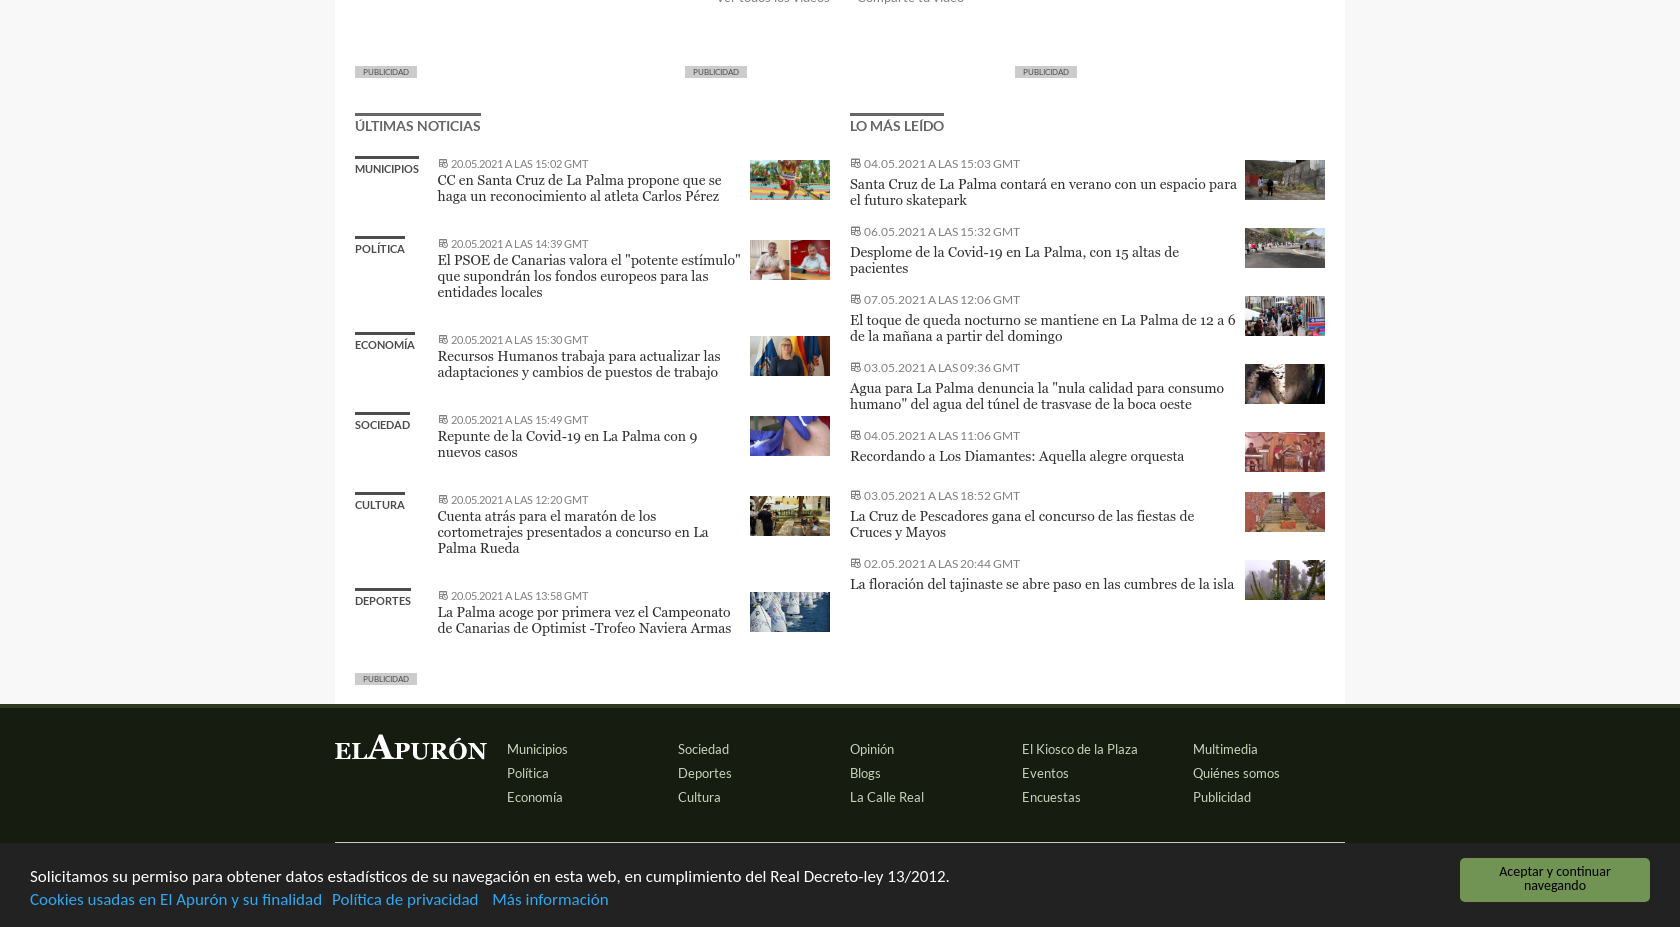 Ver todos los vídeos Comparte tu vídeo
PUBLICIDAD PUBLICIDAD PUBLICIDAD
ÚLTIMAS NOTICIAS
MUNICIPIOS
20.05.2021 A LAS 15:02 GMT
CC en Santa Cruz de La Palma propone que se
haga un reconocimiento al atleta Carlos Pérez
POLÍTICA
20.05.2021 A LAS 14:39 GMT
El PSOE de Canarias valora el "potente estímulo"
que supondrán los fondos europeos para las
entidades locales
ECONOMÍA
20.05.2021 A LAS 15:30 GMT
Recursos Humanos trabaja para actualizar las
adaptaciones y cambios de puestos de trabajo
SOCIEDAD
20.05.2021 A LAS 15:49 GMT
Repunte de la Covid-19 en La Palma con 9
nuevos casos
CULTURA
20.05.2021 A LAS 12:20 GMT
Cuenta atrás para el maratón de los
cortometrajes presentados a concurso en La
Palma Rueda
DEPORTES
20.05.2021 A LAS 13:58 GMT
La Palma acoge por primera vez el Campeonato
de Canarias de Optimist -Trofeo Naviera Armas
LO MÁS LEÍDO
04.05.2021 A LAS 15:03 GMT
Santa Cruz de La Palma contará en verano con un espacio para
el futuro skatepark
06.05.2021 A LAS 15:32 GMT
Desplome de la Covid-19 en La Palma, con 15 altas de
pacientes
07.05.2021 A LAS 12:06 GMT
El toque de queda nocturno se mantiene en La Palma de 12 a 6
de la mañana a partir del domingo
03.05.2021 A LAS 09:36 GMT
Agua para La Palma denuncia la "nula calidad para consumo
humano" del agua del túnel de trasvase de la boca oeste
04.05.2021 A LAS 11:06 GMT
Recordando a Los Diamantes: Aquella alegre orquesta
03.05.2021 A LAS 18:52 GMT
La Cruz de Pescadores gana el concurso de las fiestas de
Cruces y Mayos
02.05.2021 A LAS 20:44 GMT
La floración del tajinaste se abre paso en las cumbres de la isla
PUBLICIDAD
ELAPURÓN
Municipios Sociedad Opinión El Kiosco de la Plaza Multimedia
Política Deportes Blogs Eventos Quiénes somos
Economía Cultura La Calle Real Encuestas Publicidad
Solicitamos su permiso para obtener datos estadísticos de su navegación en esta web, en cumplimiento del Real Decreto-ley 13/2012.
Cookies usadas en El Apurón y su finalidad Política de privacidad Más información
Aceptar y continuar
navegando